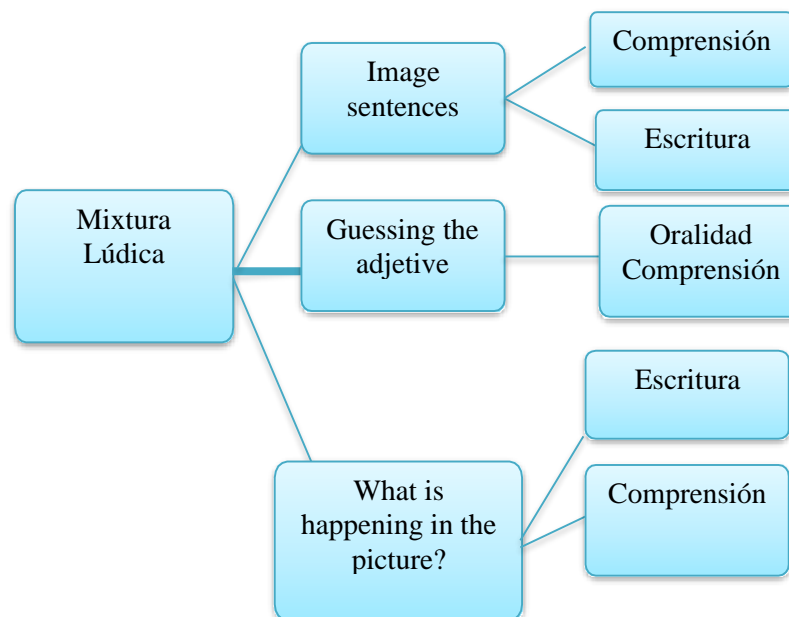 Mixtura
Lúdica
Image
sentences
Comprensión
Escritura
Guessing the
adjetive
Oralidad
Comprensión
What is
happening in the
picture?
Escritura
Comprensión